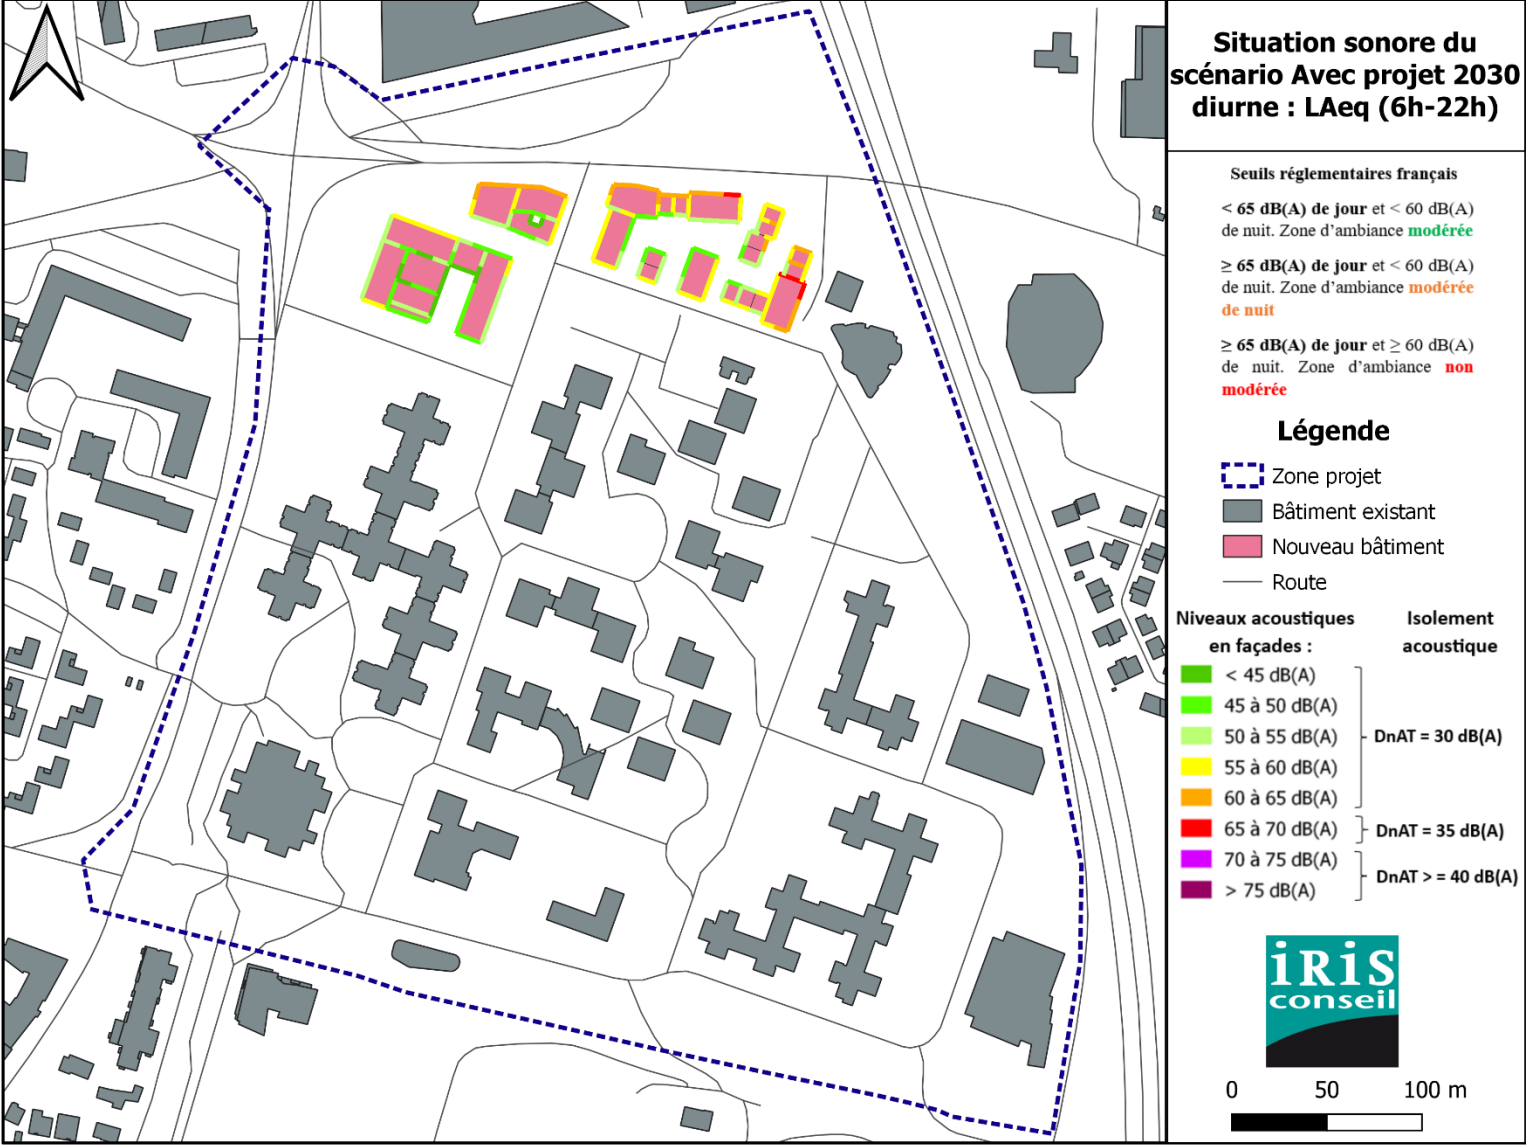 Situation sonore du
scénario Avec projet 2030
diurne : LAeq (6h-22h)
Seuils réglementaires français
< 65 dB(A) de jour et < 60 dB(A)
de nuit. Zone d'ambiance modérée
≥ 65 dB(A) de jour et < 60 dB(A)
de nuit. Zone d'ambiance modérée
de nuit
≥ 65 dB(A) de jour et ≥ 60 dB(A)
de nuit. Zone d'ambiance non
modérée
Légende
Zone projet
Bâtiment existant
Nouveau bâtiment
Route
Niveaux acoustiques
en façades :
Isolement
acoustique
< 45 dB(A)
45 à 50 dB(A)
50 à 55 dB(A)
55 à 60 dB(A)
60 à 65 dB(A)
DnAT = 30 dB(A)
65 à 70 dB(A)
DnAT = 35 dB(A)
70 à 75 dB(A)
> 75 dB(A)
DnAT > = 40 dB(A)
iRiS
conseil
0 50 100 m